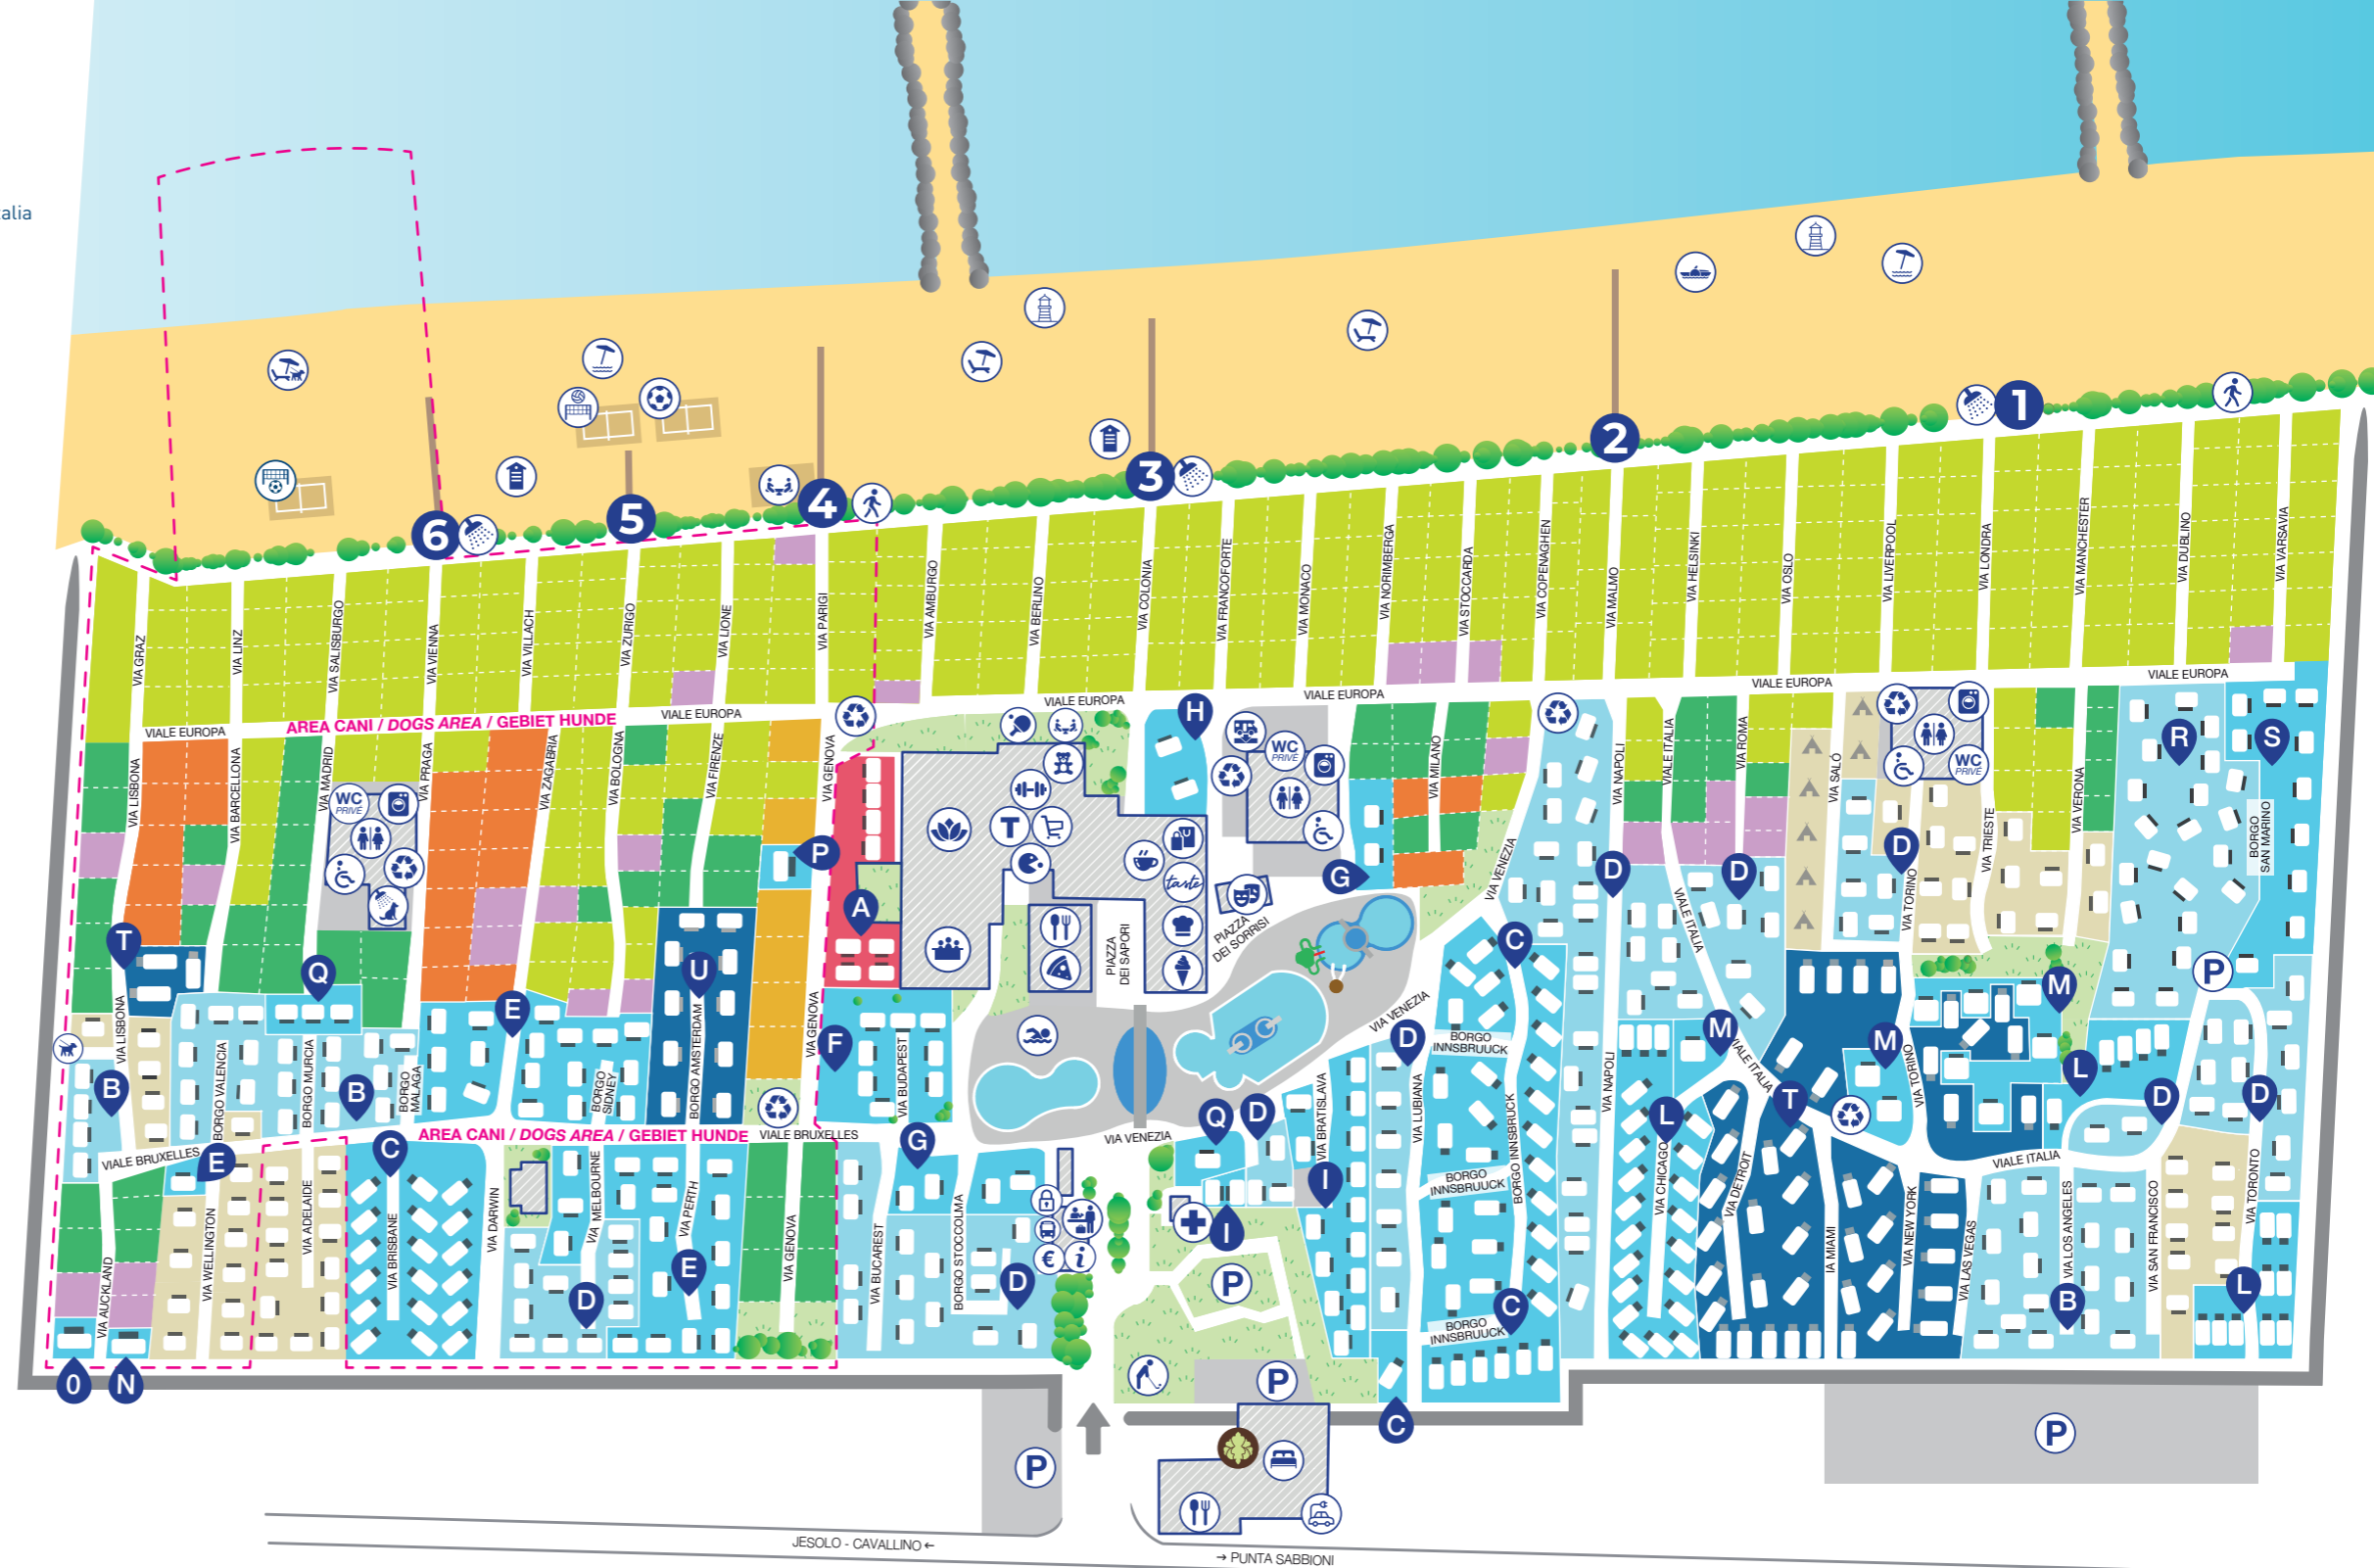 alia
1
2
3
4
5
6
VIA GRAZ
VIA LINZ
VIA SALISBURGO
VIA VIENNA
VIA VILLACH
VIA ZURIGO
VIA LIONE
VIA PARIGI
VIA AMBURGO
VIA BERLINO
VIA COLONIA
VIA FRANCOFORTE
VIA MONACO
VIA NORIMBERGA
VIA STOCCARDA
VIA COPENAGHEN
VIA MALMO
VIA HELSINKI
VIA OSLO
VIA LIVERPOOL
VIA LONDRA
VIA MANCHESTER
VIA DUBLINO
VIA VARSAVIA
VIALE EUROPA
AREA CANI / DOGS AREA / GEBIET HUNDE
VIALE EUROPA
VIALE EUROPA
VIALE EUROPA
VIALE EUROPA
VIALE EUROPA
VIA LISBONA
VIA BARCELLONA
VIA MADRID
VIA PRAGA
VIA ZAGABRIA
VIA BOLOGNA
VIA FIRENZE
VIA GENOVA
VIA MILANO
VIA VENEZIA
VIA NAPOLI
VIALE ITALIA
VIA ROMA
VIA SALÒ
VIA TORINO
VIA TRIESTE
VIA VERONA
BORGO
SAN MARINO
H
R
S
WC
PRIVÉ
WC
PRIVÉ
WC
PRIVÉ
T
P
A
G
D
D
D
taste
PIAZZA
DEI SAPORI
PIAZZA
DEI SORRISI
T
Q
U
E
C
VIALE ITALIA
P
M
VIA LISBONA
B
BORGO VALENCIA
BORGO MURCIA
B
BORGO
MALAGA
BORGO
SIDNEY
BORGO AMSTERDAM
VIA GENOVA
F
VIA BUDAPEST
VIA VENEZIA
D
BORGO
INNSBRUUCK
VIA BRATISLAVA
VIA LUBIANA
BORGO INNSBRUCK
VIA NAPOLI
M
VIALE ITALIA
M
VIA TORINO
L
T
L
D
D
VIALE BRUXELLES
AREA CANI / DOGS AREA / GEBIET HUNDE
VIALE BRUXELLES
VIA VENEZIA
E
C
G
Q
D
I
BORGO
INNSBRUUCK
VIALE ITALIA
VIA AUCKLAND
VIA WELLINGTON
VIA ADELAIDE
VIA BRISBANE
VIA DARWIN
VIA MELBOURNE
VIA PERTH
VIA GENOVA
VIA BUCAREST
BORGO STOCCOLMA
€
i
I
P
VIA CHICAGO
VIA DETROIT
IA MIAMI
VIA NEW YORK
VIA LAS VEGAS
VIA LOS ANGELES
VIA SAN FRANCISCO
VIA TORONTO
D
E
D
C
BORGO
INNSBRUUCK
B
L
0
N
P
C
P
P
JESOLO - CAVALLINO ←
→ PUNTA SABBIONI